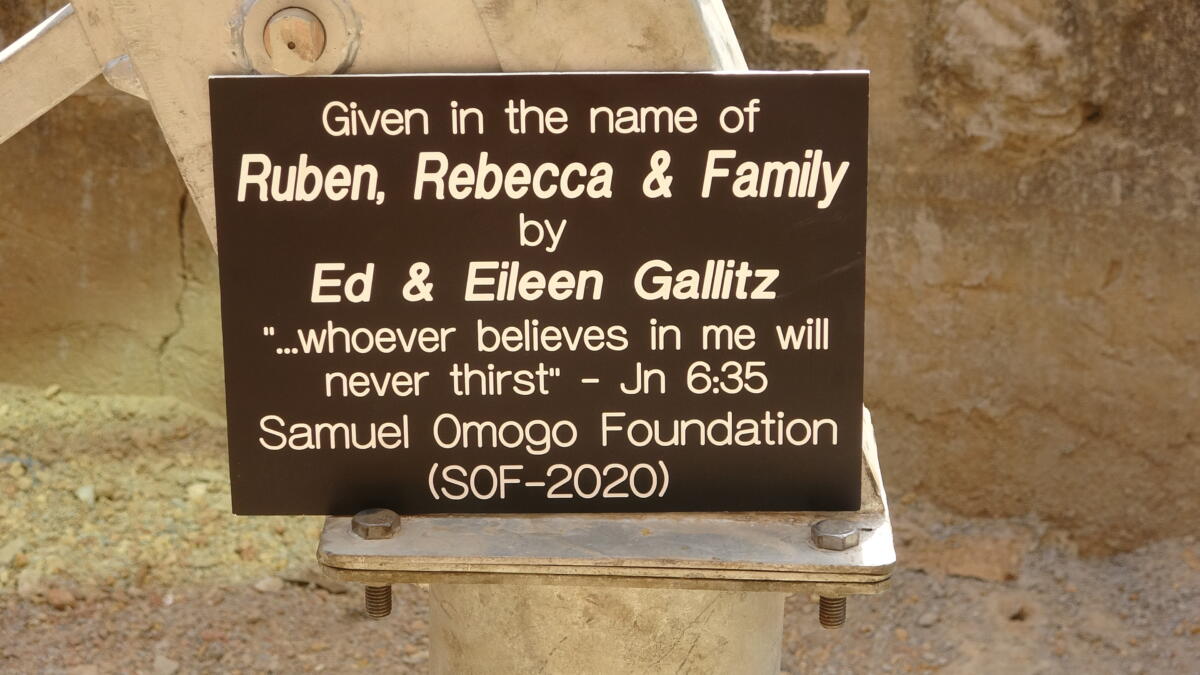 Given in the name of
Ruben, Rebecca & Family
by
Ed & Eileen Gallitz
"...whoever believes in me will
never thirst" - Jn 6:35
Samuel Omogo Foundation
(SOF-2020)